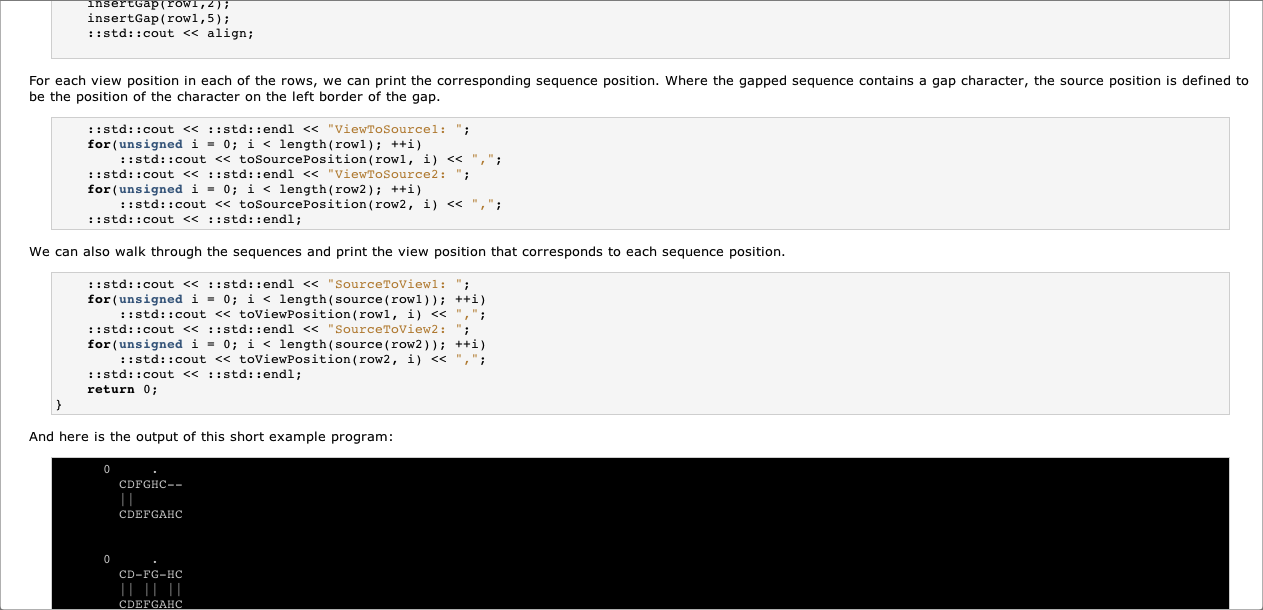 insertGap(row1,2);
    insertGap(row1,5);
    ::std::cout << align;
For each view position in each of the rows, we can print the corresponding sequence position. Where the gapped sequence contains a gap character, the source position is defined to
be the position of the character on the left border of the gap.
    ::std::cout << ::std::endl << "ViewToSource1: ";
    for(unsigned i = 0; i < length(row1); ++i)
        ::std::cout << toSourcePosition(row1, i) << ",";
    ::std::cout << ::std::endl << "ViewToSource2: ";
    for(unsigned i = 0; i < length(row2); ++i)
        ::std::cout << toSourcePosition(row2, i) << ",";
    ::std::cout << ::std::endl;
We can also walk through the sequences and print the view position that corresponds to each sequence position.
    ::std::cout << ::std::endl << "SourceToView1: ";
    for(unsigned i = 0; i < length(source(row1)); ++i)
        ::std::cout << toViewPosition(row1, i) << ",";
    ::std::cout << ::std::endl << "SourceToView2: ";
    for(unsigned i = 0; i < length(source(row2)); ++i)
        ::std::cout << toViewPosition(row2, i) << ",";
    ::std::cout << ::std::endl;
    return 0;
}
And here is the output of this short example program:
      0     .
        CDFGHC--
        ||
        CDEFGAHC
      0     .
        CD-FG-HC
        || || ||
        CDEFGAHC